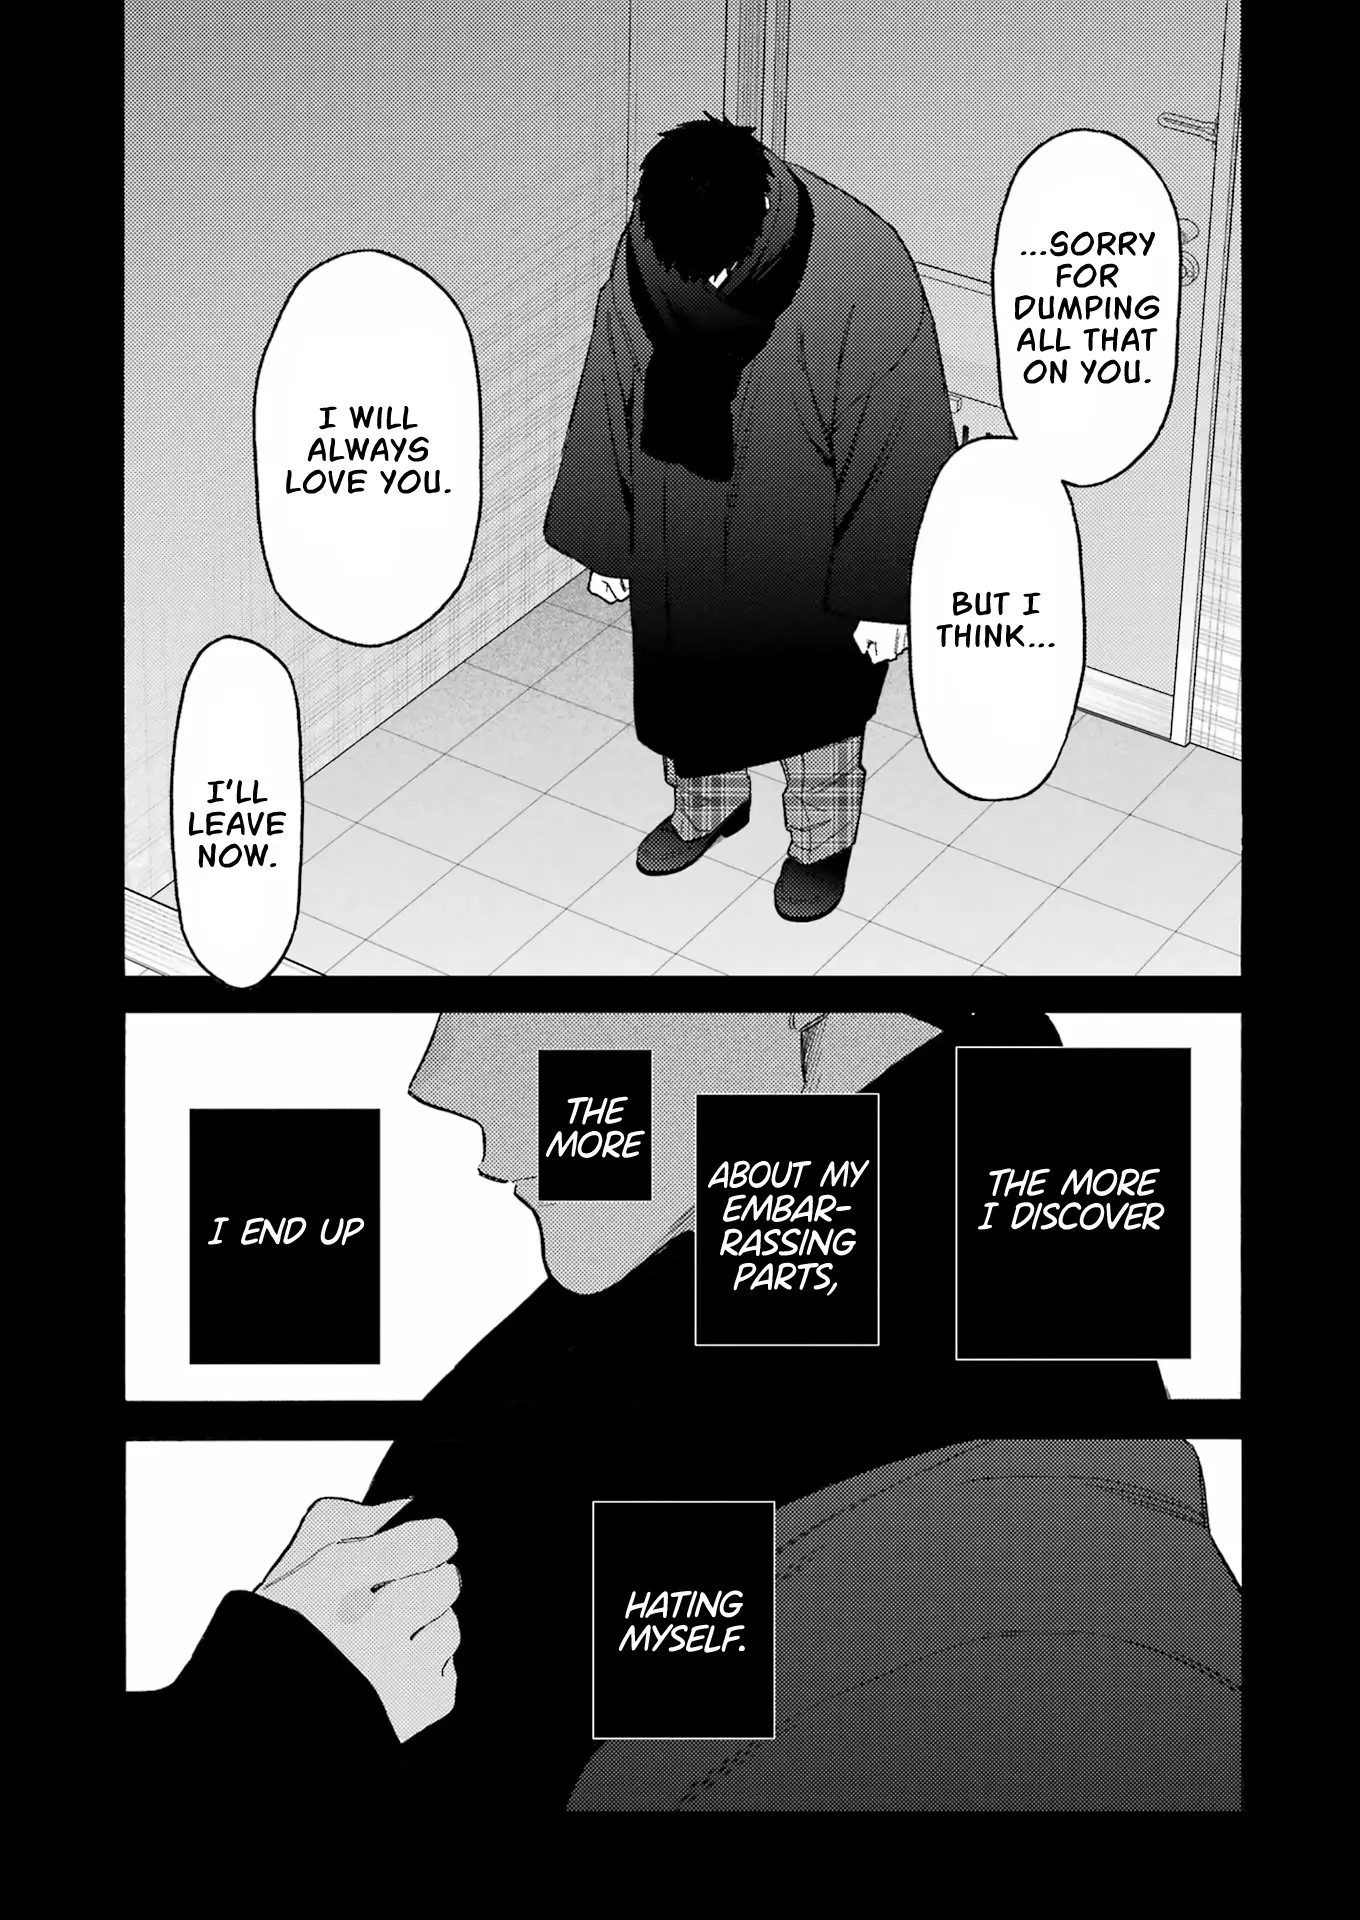 ...SORRY
FOR
DUMPING
ALL THAT
ON YOU.
BUT I
THINK...
I WILL
ALWAYS
LOVE YOU.
I'LL
LEAVE
NOW.
THE MORE
I DISCOVER
ABOUT MY
EMBAR-
RASSING
PARTS,
THE
MORE
I END UP
HATING
MYSELF.